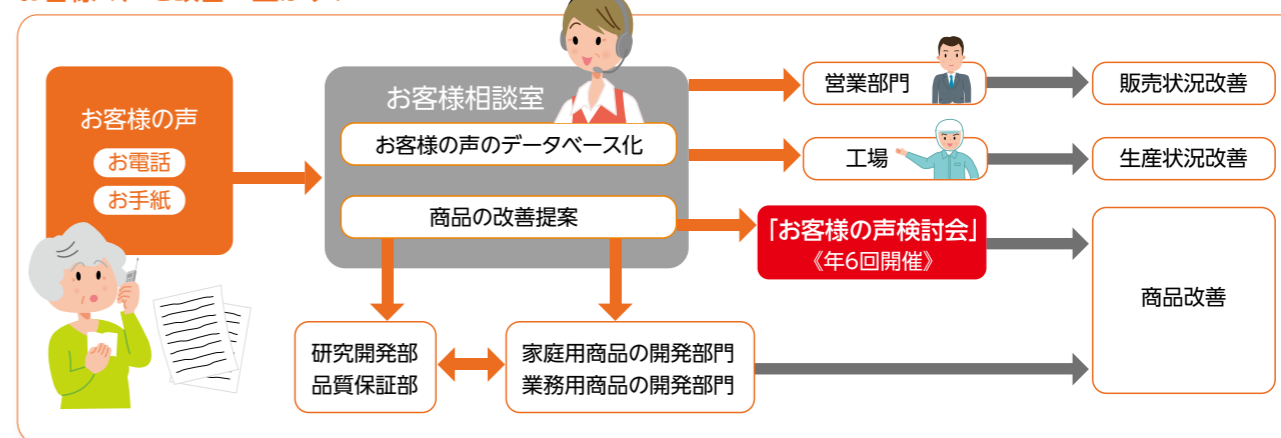 お客様の声
お電話
お手紙
お客様相談室
お客様の声のデータベース化
商品の改善提案
営業部門
販売状況改善
工場
生産状況改善
「お客様の声検討会」
《年6回開催》
商品改善
研究開発部
品質保証部
家庭用商品の開発部門
業務用商品の開発部門